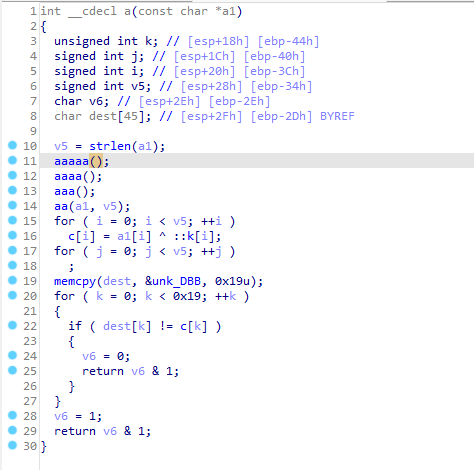 1 int __cdecl a(const char *a1)
2 {
3 unsigned int k; // [esp+18h] [ebp-44h]
4 signed int j; // [esp+1Ch] [ebp-40h]
5 signed int i; // [esp+20h] [ebp-3Ch]
6 signed int v5; // [esp+28h] [ebp-34h]
7 char v6; // [esp+2Eh] [ebp-2Eh]
8 char dest[45]; // [esp+2Fh] [ebp-2Dh] BYREF
9
10 v5 = strlen(a1);
11 aaaaa();
12 aaaa();
13 aaa();
14 aa(a1, v5);
15 for ( i = 0; i < v5; ++i )
16 c[i] = a1[i] ^ ::k[i];
17 for ( j = 0; j < v5; ++j )
18 ;
19 memcpy(dest, &unk_DBB, 0x19u);
20 for ( k = 0; k < 0x19; ++k )
21 {
22 if ( dest[k] != c[k] )
23 {
24 v6 = 0;
25 return v6 & 1;
26 }
27 }
28 v6 = 1;
29 return v6 & 1;
30 }